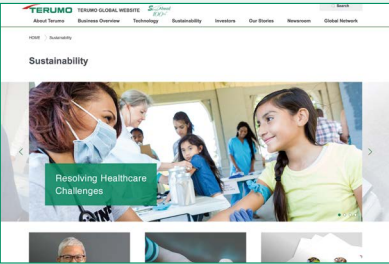 TERUMO TERUMO GLOBAL WEBSITE Search
About Terumo Business Overview Technology Sustainability Investors Our Stories Newsroom Global Network
HOME Sustainability
Sustainability
Resolving Healthcare
Challenges